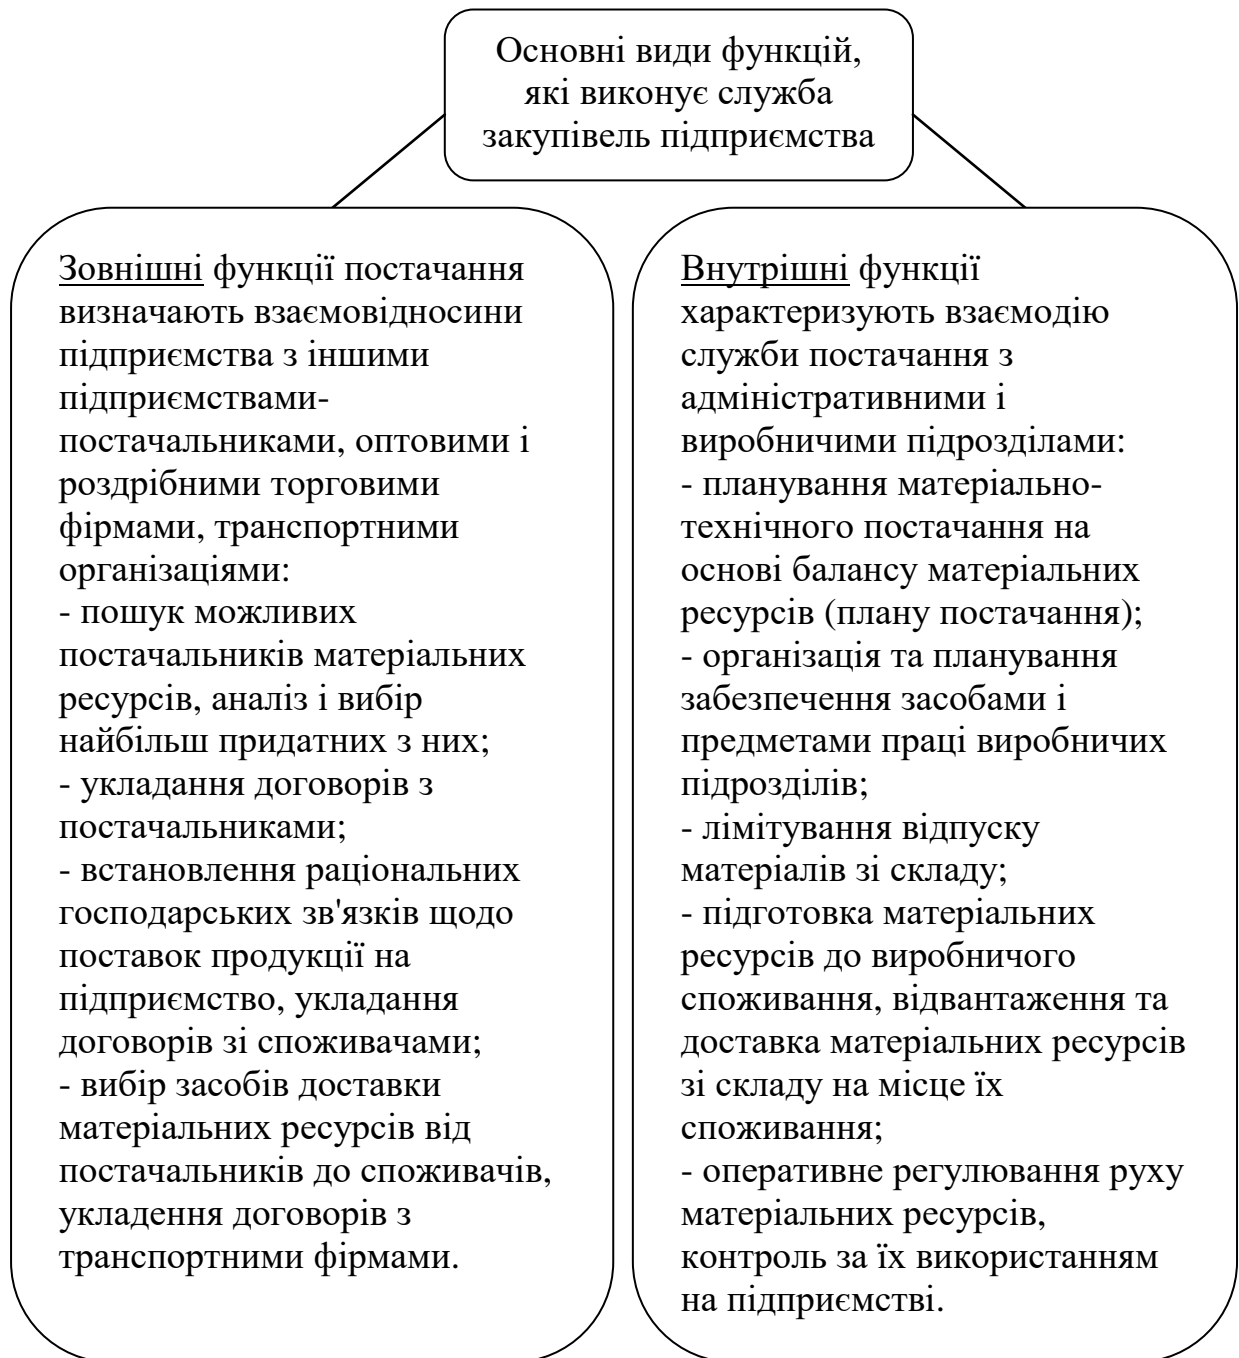 Основні види функцій,
які виконує служба
закупівель підприємства
Зовнішні функції постачання
визначають взаємовідносини
підприємства з іншими
підприємствами-
постачальниками, оптовими і
роздрібними торговими
фірмами, транспортними
організаціями:
- пошук можливих
постачальників матеріальних
ресурсів, аналіз і вибір
найбільш придатних з них;
- укладання договорів з
постачальниками;
- встановлення раціональних
господарських зв'язків щодо
поставок продукції на
підприємство, укладання
договорів зі споживачами;
- вибір засобів доставки
матеріальних ресурсів від
постачальників до споживачів,
укладення договорів з
транспортними фірмами.
Внутрішні функції
характеризують взаємодію
служби постачання з
адміністративними і
виробничими підрозділами:
- планування матеріально-
технічного постачання на
основі балансу матеріальних
ресурсів (плану постачання);
- організація та планування
забезпечення засобами і
предметами праці виробничих
підрозділів;
- лімітування відпуску
матеріалів зі складу;
- підготовка матеріальних
ресурсів до виробничого
споживання, відвантаження та
доставка матеріальних ресурсів
зі складу на місце їх
споживання;
- оперативне регулювання руху
матеріальних ресурсів,
контроль за їх використанням
на підприємстві.